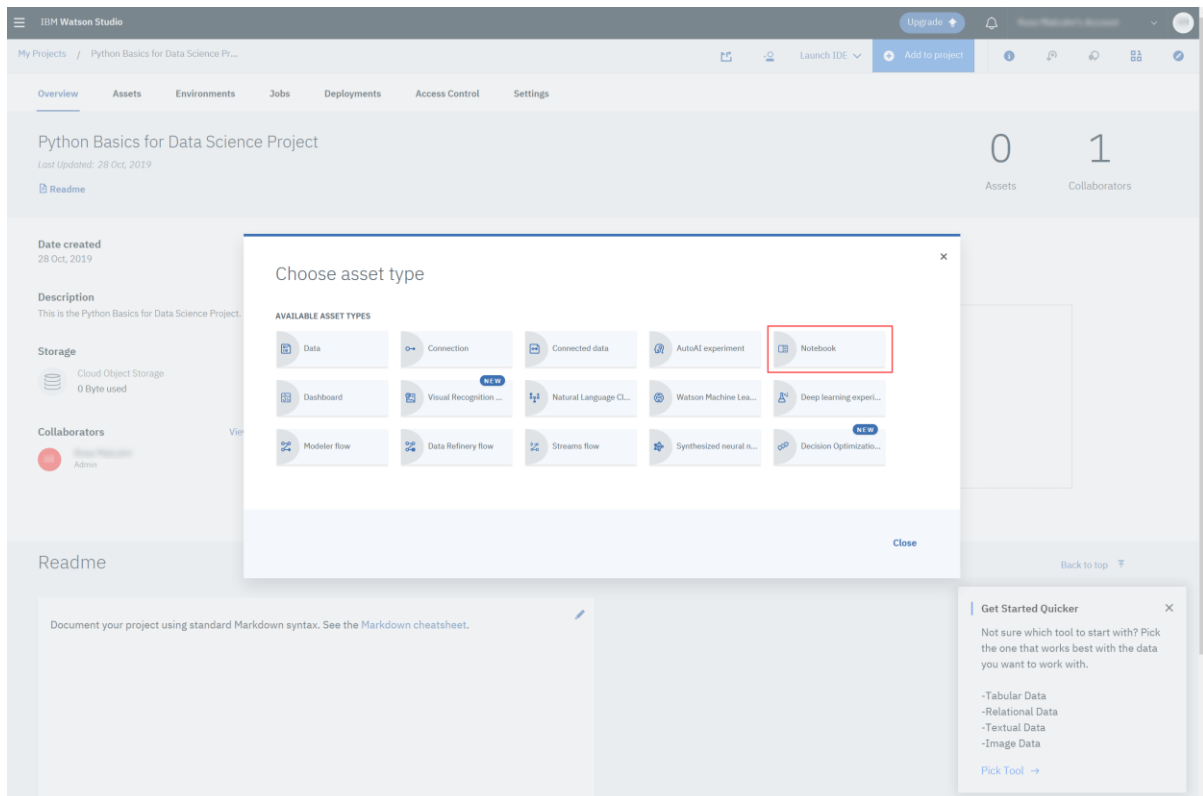 IBM Watson Studio
Upgrade
My Projects / Python Basics for Data Science Pr...
Launch IDE
Add to project
Overview Assets Environments Jobs Deployments Access Control Settings
Python Basics for Data Science Project
Last Updated: 28 Oct, 2019
Readme
0
Assets
1
Collaborators
Date created
28 Oct, 2019
Description
This is the Python Basics for Data Science Project.
Storage
Cloud Object Storage
0 Byte used
Collaborators
Vie
Admin
Choose asset type
AVAILABLE ASSET TYPES
Data Connection Connected data AutoAI experiment Notebook
NEW
Dashboard Visual Recognition ... Natural Language Cl... Watson Machine Lea... Deep learning experi...
NEW
Modeler flow Data Refinery flow Streams flow Synthesized neural n... Decision Optimizatio...
Close
Readme
Back to top
Document your project using standard Markdown syntax. See the Markdown cheatsheet.
Get Started Quicker
Not sure which tool to start with? Pick
the one that works best with the data
you want to work with.
-Tabular Data
-Relational Data
-Textual Data
-Image Data
Pick Tool →